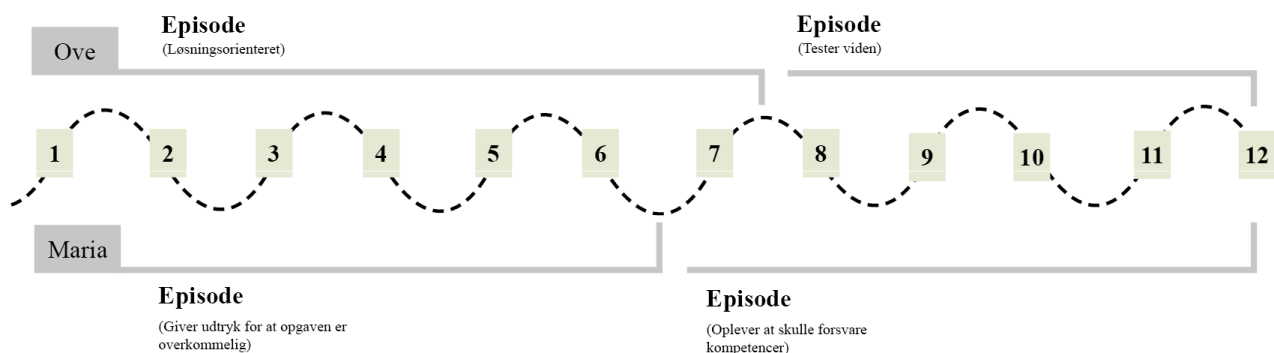 Episode
(Løsningsorienteret)
Episode
(Tester viden)
Ove
1 2 3 4 5 6 7 8 9 10 11 12
Maria
Episode
(Giver udtryk for at opgaven er
overkommelig)
Episode
(Oplever at skulle forsvare
kompetencer)